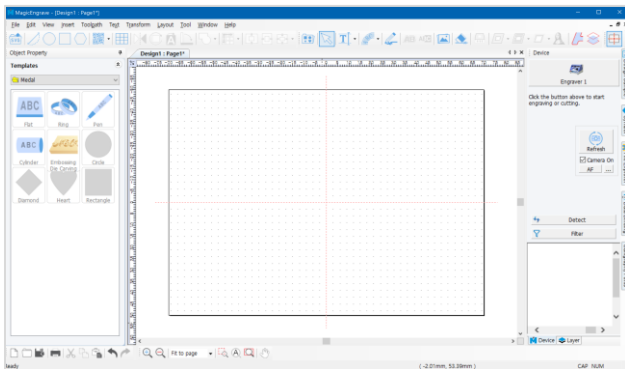 MagicEngrave - [Design1 : Page1*]
File Edit View Insert Toolpath Text Transform Layout Tool Window Help
Object Property
Design1 : Page1*
Device
Templates
Medal
ABC
Flat Ring Pen
ABC
Cylinder Embossing Die Carving Circle
Diamond Heart Rectangle
Engraver 1
Click the button above to start
engraving or cutting.
Refresh
Camera On
AF ...
Detect
Filter
Device Layer
Fit to page
ready
( -2.01mm, 53.39mm )
CAP NUM